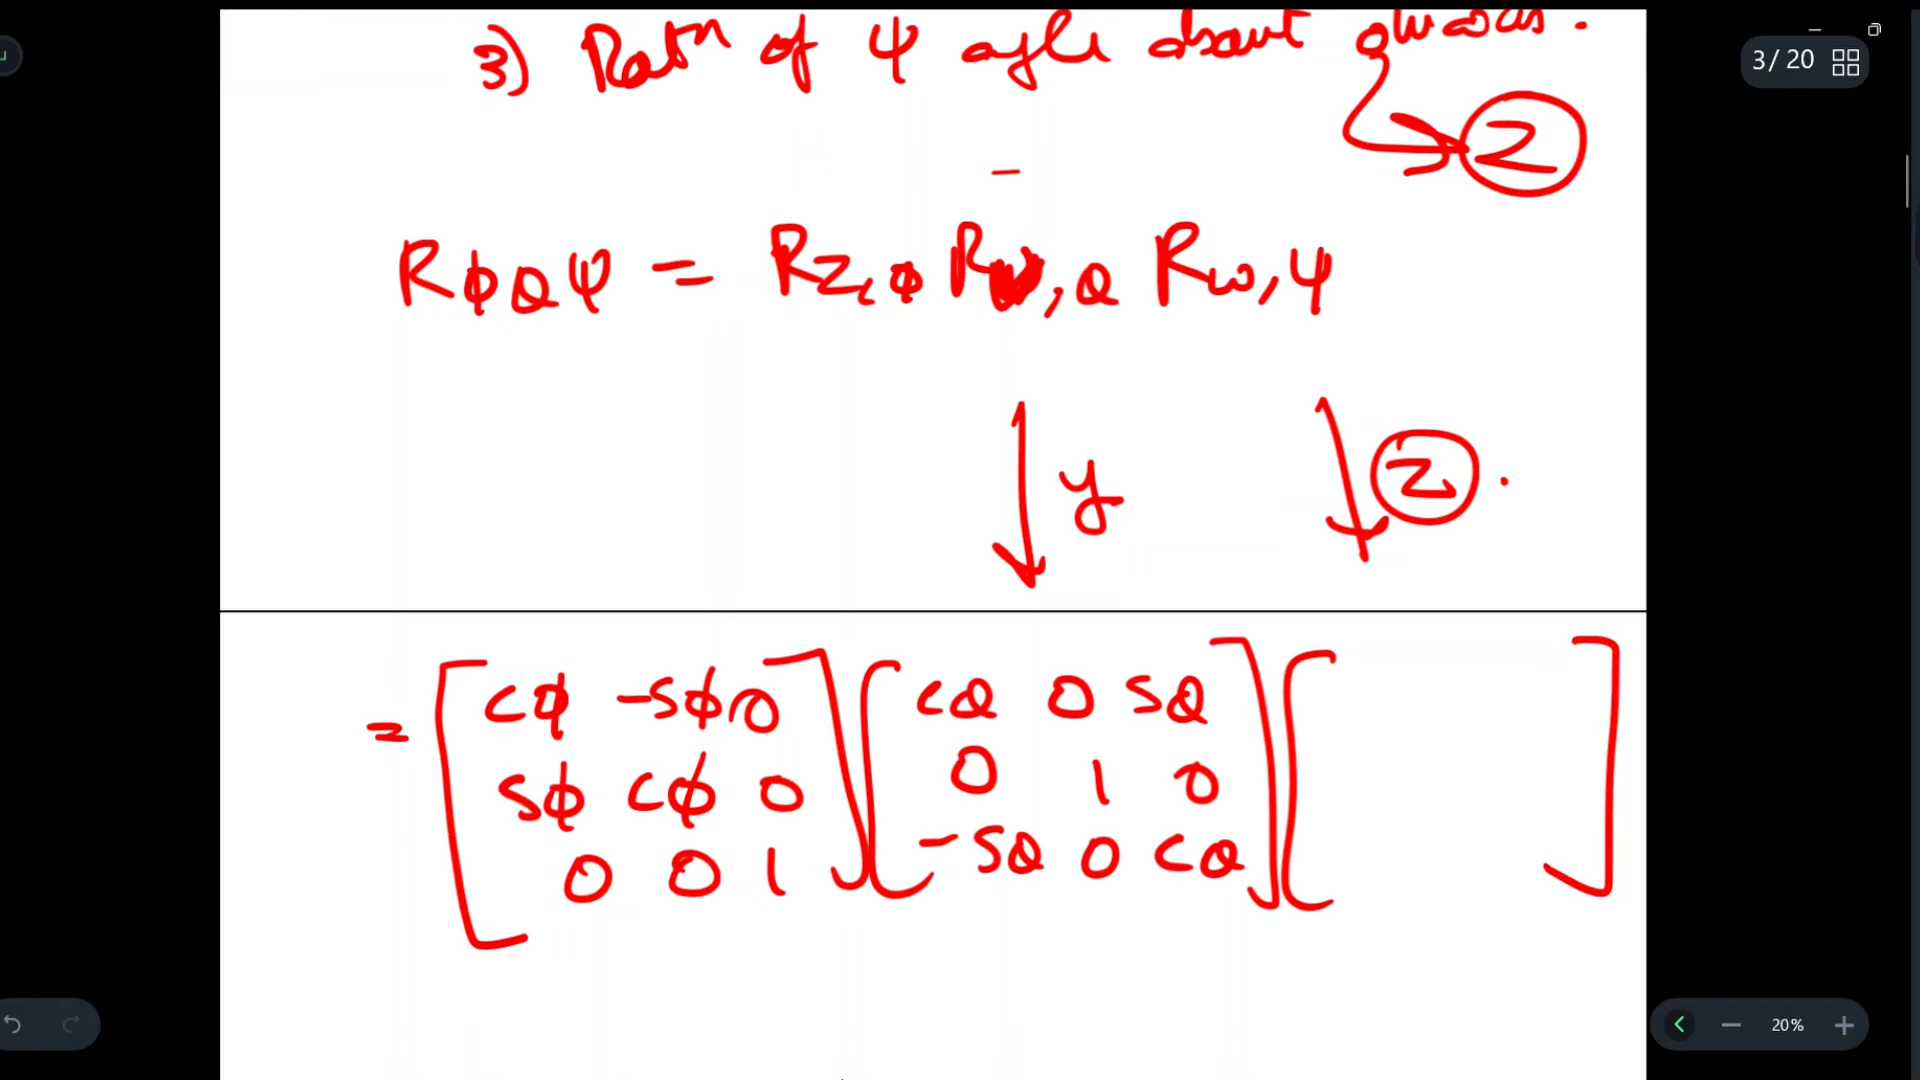 3) Rotⁿ of ψ angle about
Z
3 / 20
Rφθψ = Rz,φ Rv,θ Rw,ψ
y
Z .
= [ cφ -sφ 0 ] [ cθ 0 sθ ] [ ]
sφ cφ 0 0 1 0
0 0 1 -sθ 0 cθ
20%